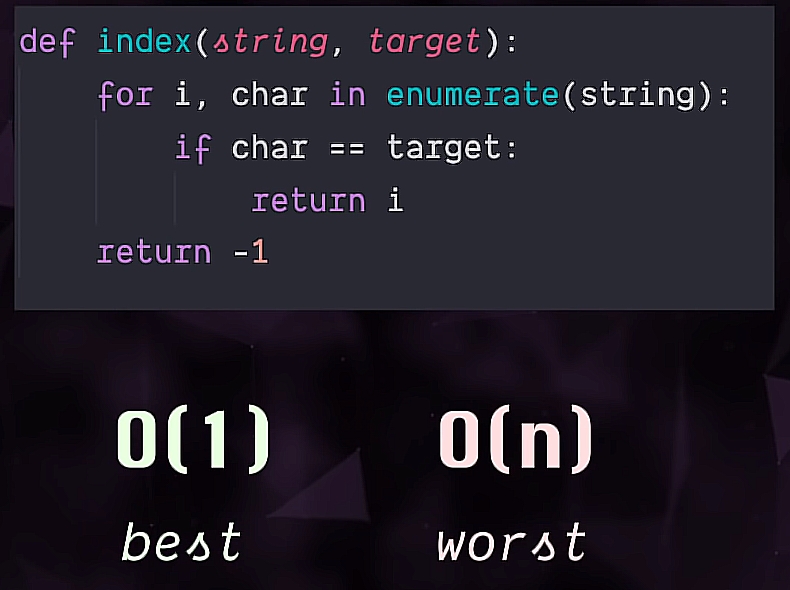 def index(string, target):
    for i, char in enumerate(string):
        if char == target:
            return i
    return -1
O(1) O(n)
best worst